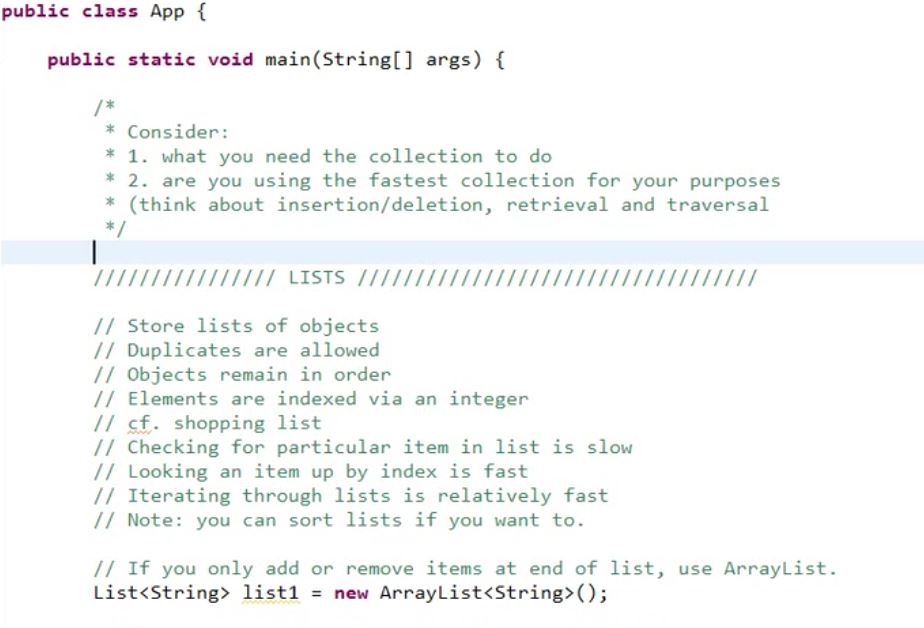 public class App {
public static void main(String[] args) {
/*
* Consider:
* 1. what you need the collection to do
* 2. are you using the fastest collection for your purposes
* (think about insertion/deletion, retrieval and traversal
*/
//////////////// LISTS ///////////////////////////////////
// Store lists of objects
// Duplicates are allowed
// Objects remain in order
// Elements are indexed via an integer
// cf. shopping list
// Checking for particular item in list is slow
// Looking an item up by index is fast
// Iterating through lists is relatively fast
// Note: you can sort lists if you want to.
// If you only add or remove items at end of list, use ArrayList.
List<String> list1 = new ArrayList<String>();